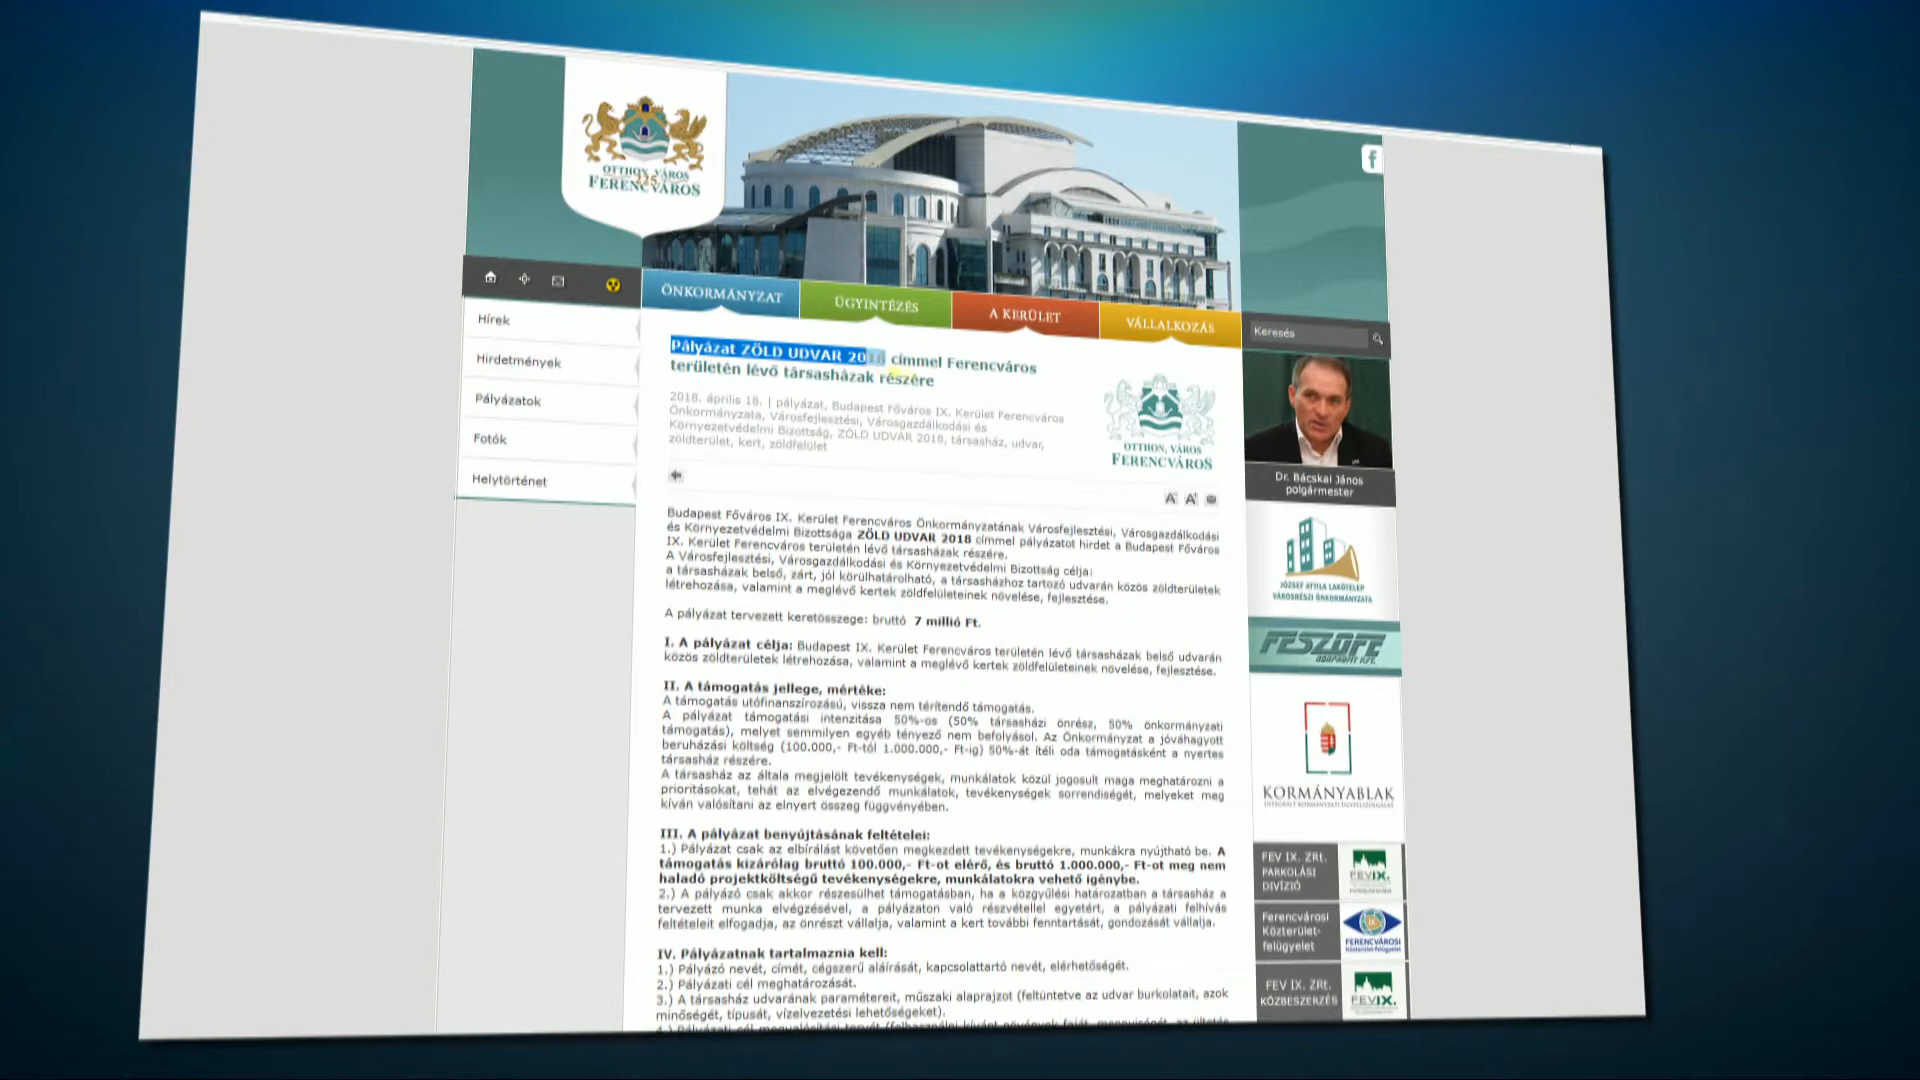 OTTHON, VÁROS
225
FERENCVÁROS
f
ÖNKORMÁNYZAT
ÜGYINTÉZÉS
A KERÜLET
VÁLLALKOZÁS
Keresés
Hírek
Hirdetmények
Pályázatok
Fotók
Helytörténet
Pályázat ZÖLD UDVAR 2018 címmel Ferencváros
területén lévő társasházak részére
2018. április 18. | pályázat, Budapest Főváros IX. Kerület Ferencváros
Önkormányzata, Városfejlesztési, Városgazdálkodási és
Környezetvédelmi Bizottság, ZÖLD UDVAR 2018, társasház, udvar,
zöldterület, kert, zöldfelület
OTTHON, VÁROS
FERENCVÁROS
A A
Budapest Főváros IX. Kerület Ferencváros Önkormányzatának Városfejlesztési, Városgazdálkodási
és Környezetvédelmi Bizottsága ZÖLD UDVAR 2018 címmel pályázatot hirdet a Budapest Főváros
IX. Kerület Ferencváros területén lévő társasházak részére.
A Városfejlesztési, Városgazdálkodási és Környezetvédelmi Bizottság célja:
a társasházak belső, zárt, jól körülhatárolható, a társasházhoz tartozó udvarán közös zöldterületek
létrehozása, valamint a meglévő kertek zöldfelületeinek növelése, fejlesztése.
A pályázat tervezett keretösszege: bruttó 7 millió Ft.
I. A pályázat célja: Budapest IX. Kerület Ferencváros területén lévő társasházak belső udvarán
közös zöldterületek létrehozása, valamint a meglévő kertek zöldfelületeinek növelése, fejlesztése.
II. A támogatás jellege, mértéke:
A támogatás utófinanszírozású, vissza nem térítendő támogatás.
A pályázat támogatási intenzitása 50%-os (50% társasházi önrész, 50% önkormányzati
támogatás), melyet semmilyen egyéb tényező nem befolyásol. Az Önkormányzat a jóváhagyott
beruházási költség (100.000,- Ft-tól 1.000.000,- Ft-ig) 50%-át ítéli oda támogatásként a nyertes
társasház részére.
A társasház az általa megjelölt tevékenységek, munkálatok közül jogosult maga meghatározni a
prioritásokat, tehát az elvégezendő munkálatok, tevékenységek sorrendiségét, melyeket meg
kíván valósítani az elnyert összeg függvényében.
III. A pályázat benyújtásának feltételei:
1.) Pályázat csak az elbírálást követően megkezdett tevékenységekre, munkákra nyújtható be. A
támogatás kizárólag bruttó 100.000,- Ft-ot elérő, és bruttó 1.000.000,- Ft-ot meg nem
haladó projektköltségű tevékenységekre, munkálatokra vehető igénybe.
2.) A pályázó csak akkor részesülhet támogatásban, ha a közgyűlési határozatban a társasház a
tervezett munka elvégzésével, a pályázaton való részvétellel egyetért, a pályázati felhívás
feltételeit elfogadja, az önrészt vállalja, valamint a kert további fenntartását, gondozását vállalja.
IV. Pályázatnak tartalmaznia kell:
1.) Pályázó nevét, címét, cégszerű aláírását, kapcsolattartó nevét, elérhetőségét.
2.) Pályázati cél meghatározását.
3.) A társasház udvarának paramétereit, műszaki alaprajzot (feltüntetve az udvar burkolatait, azok
minőségét, típusát, vízelvezetési lehetőségeket).
Dr. Bácskai János
polgármester
JÓZSEF ATTILA LAKÓTELEP
VÁROSRÉSZI ÖNKORMÁNYZATA
FESZOFE
NONPROFIT KFT.
KORMÁNYABLAK
FEV IX. ZRt.
PARKOLÁSI
DIVÍZIÓ
FEVIX.
Ferencvárosi
Közterület-
felügyelet
FERENCVÁROSI
Közterület-Felügyelet
FEV IX. ZRt.
KÖZBESZERZÉS
FEVIX.